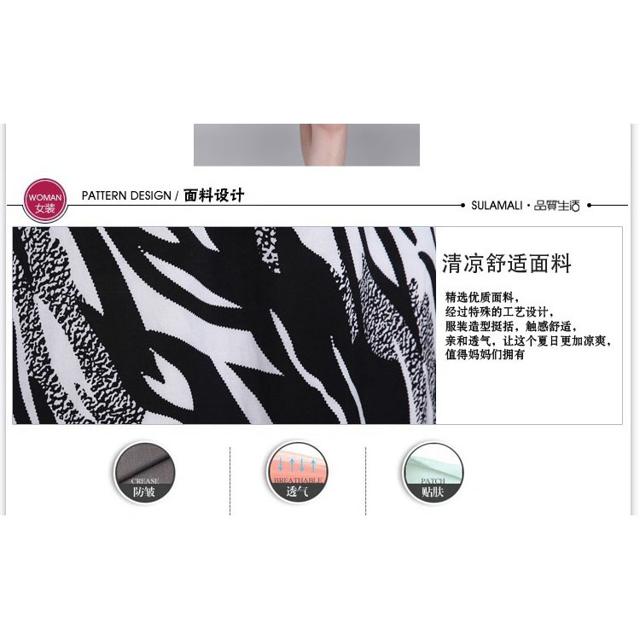 WOMAN
女装
PATTERN DESIGN / 面料设计
SULAMALI·品質生活
清凉舒适面料
精选优质面料，
经过特殊的工艺设计，
服装造型挺括，触感舒适，
亲和透气，让这个夏日更加凉爽，
值得妈妈们拥有
CREASE
防皱
BREATHABLE
透气
PATCH
贴肤